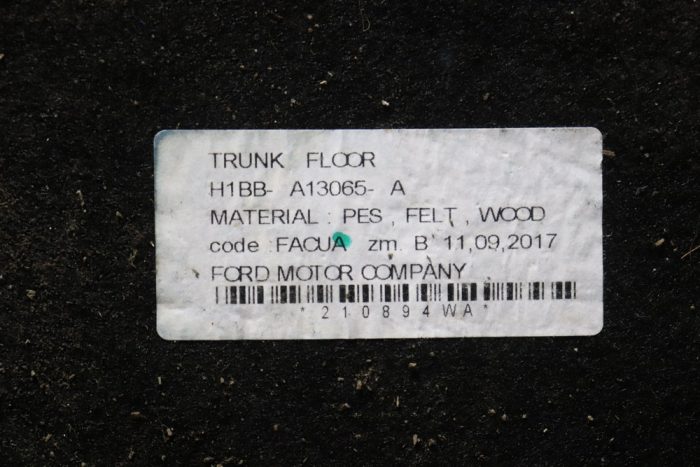 TRUNK FLOOR
H1BB- A13065- A
MATERIAL : PES , FELT , WOOD
code : FACUA zm. B 11,09,2017
FORD MOTOR COMPANY
*210894WA*